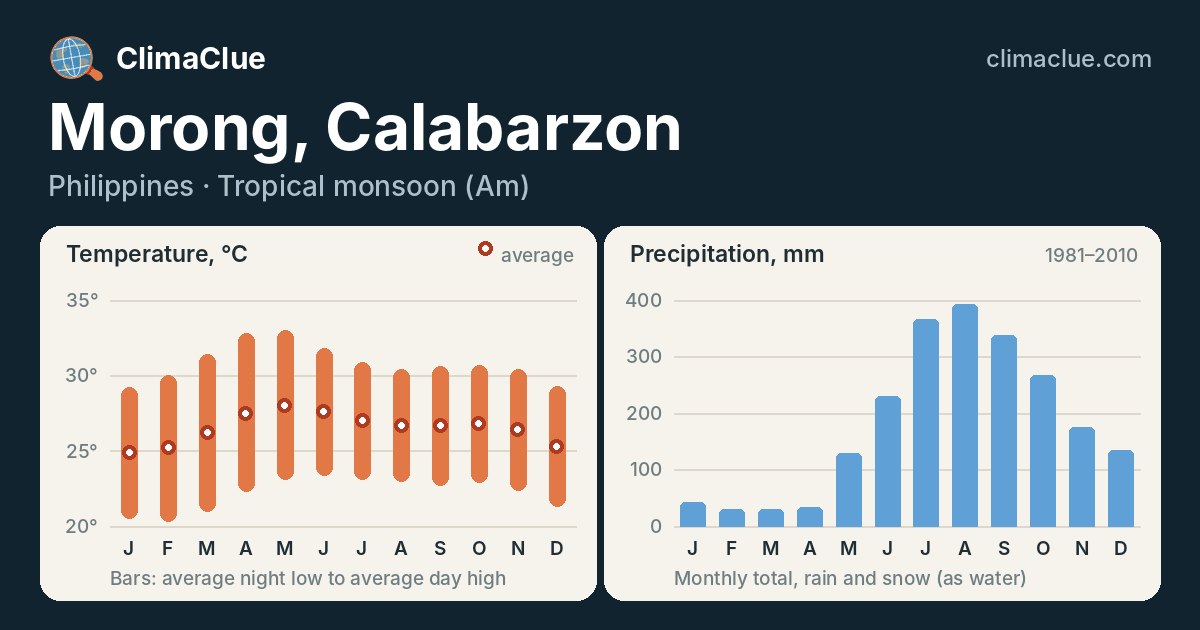 ClimaClue
climaclue.com
Morong, Calabarzon
Philippines · Tropical monsoon (Am)
Temperature, °C
average
35°
30°
25°
20°
J F M A M J J A S O N D
Bars: average night low to average day high
Precipitation, mm
1981–2010
400
300
200
100
0
J F M A M J J A S O N D
Monthly total, rain and snow (as water)